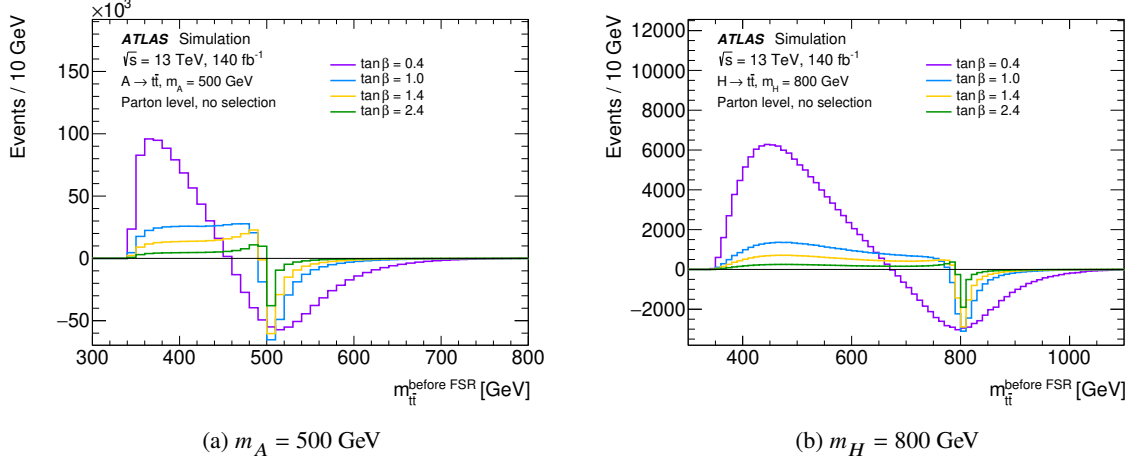 ×10³
Events / 10 GeV
150
100
50
0
−50
300 400 500 600 700 800
m_{tt̄}^{before FSR} [GeV]
ATLAS Simulation
√s = 13 TeV, 140 fb⁻¹
A → tt̄, m_A = 500 GeV
Parton level, no selection
tan β = 0.4
tan β = 1.0
tan β = 1.4
tan β = 2.4
(a) m_A = 500 GeV
Events / 10 GeV
12000
10000
8000
6000
4000
2000
0
−2000
400 600 800 1000
m_{tt̄}^{before FSR} [GeV]
ATLAS Simulation
√s = 13 TeV, 140 fb⁻¹
H → tt̄, m_H = 800 GeV
Parton level, no selection
tan β = 0.4
tan β = 1.0
tan β = 1.4
tan β = 2.4
(b) m_H = 800 GeV